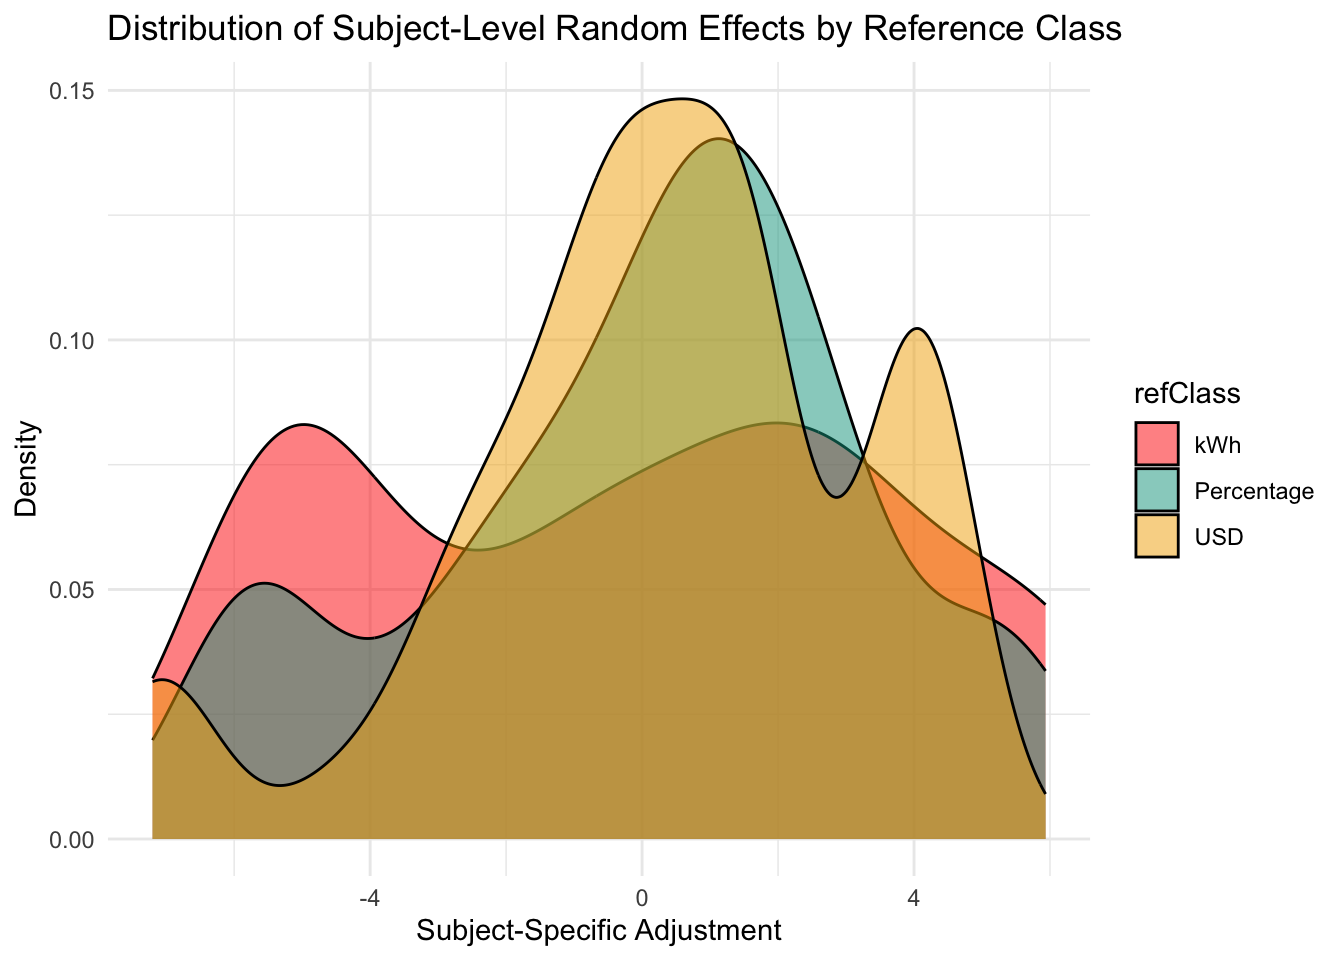 Distribution of Subject-Level Random Effects by Reference Class
0.15
0.10
0.05
0.00
Density
-4
0
4
Subject-Specific Adjustment
refClass
kWh
Percentage
USD